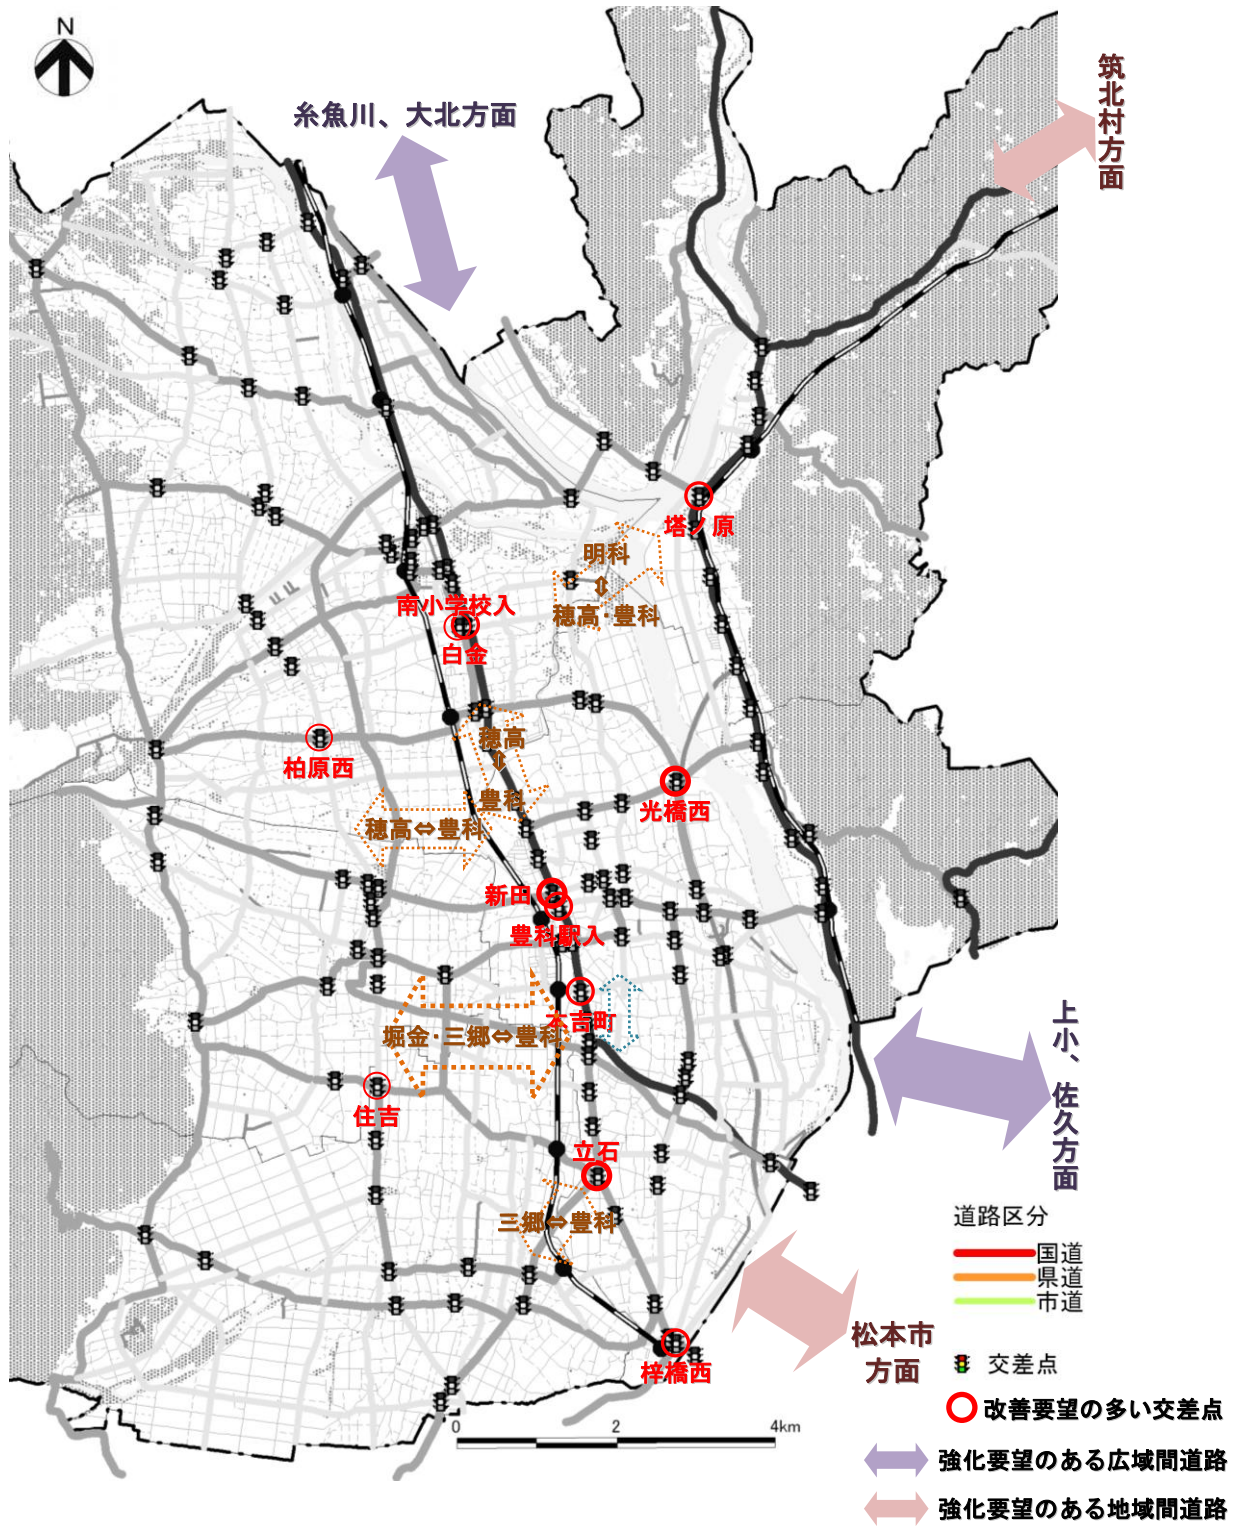 N
糸魚川、大北方面
筑北村方面
塔ノ原
明科
⇕
穂高・豊科
南小学校入
白金
穂高
⇕
豊科
柏原西
光橋西
穂高⇔豊科
新田
豊科駅入
本吉町
堀金・三郷⇔豊科
上小、佐久方面
住吉
立石
三郷⇔豊科
道路区分
国道
県道
市道
松本市
方面
交差点
梓橋西
改善要望の多い交差点
0 2 4km
強化要望のある広域間道路
強化要望のある地域間道路